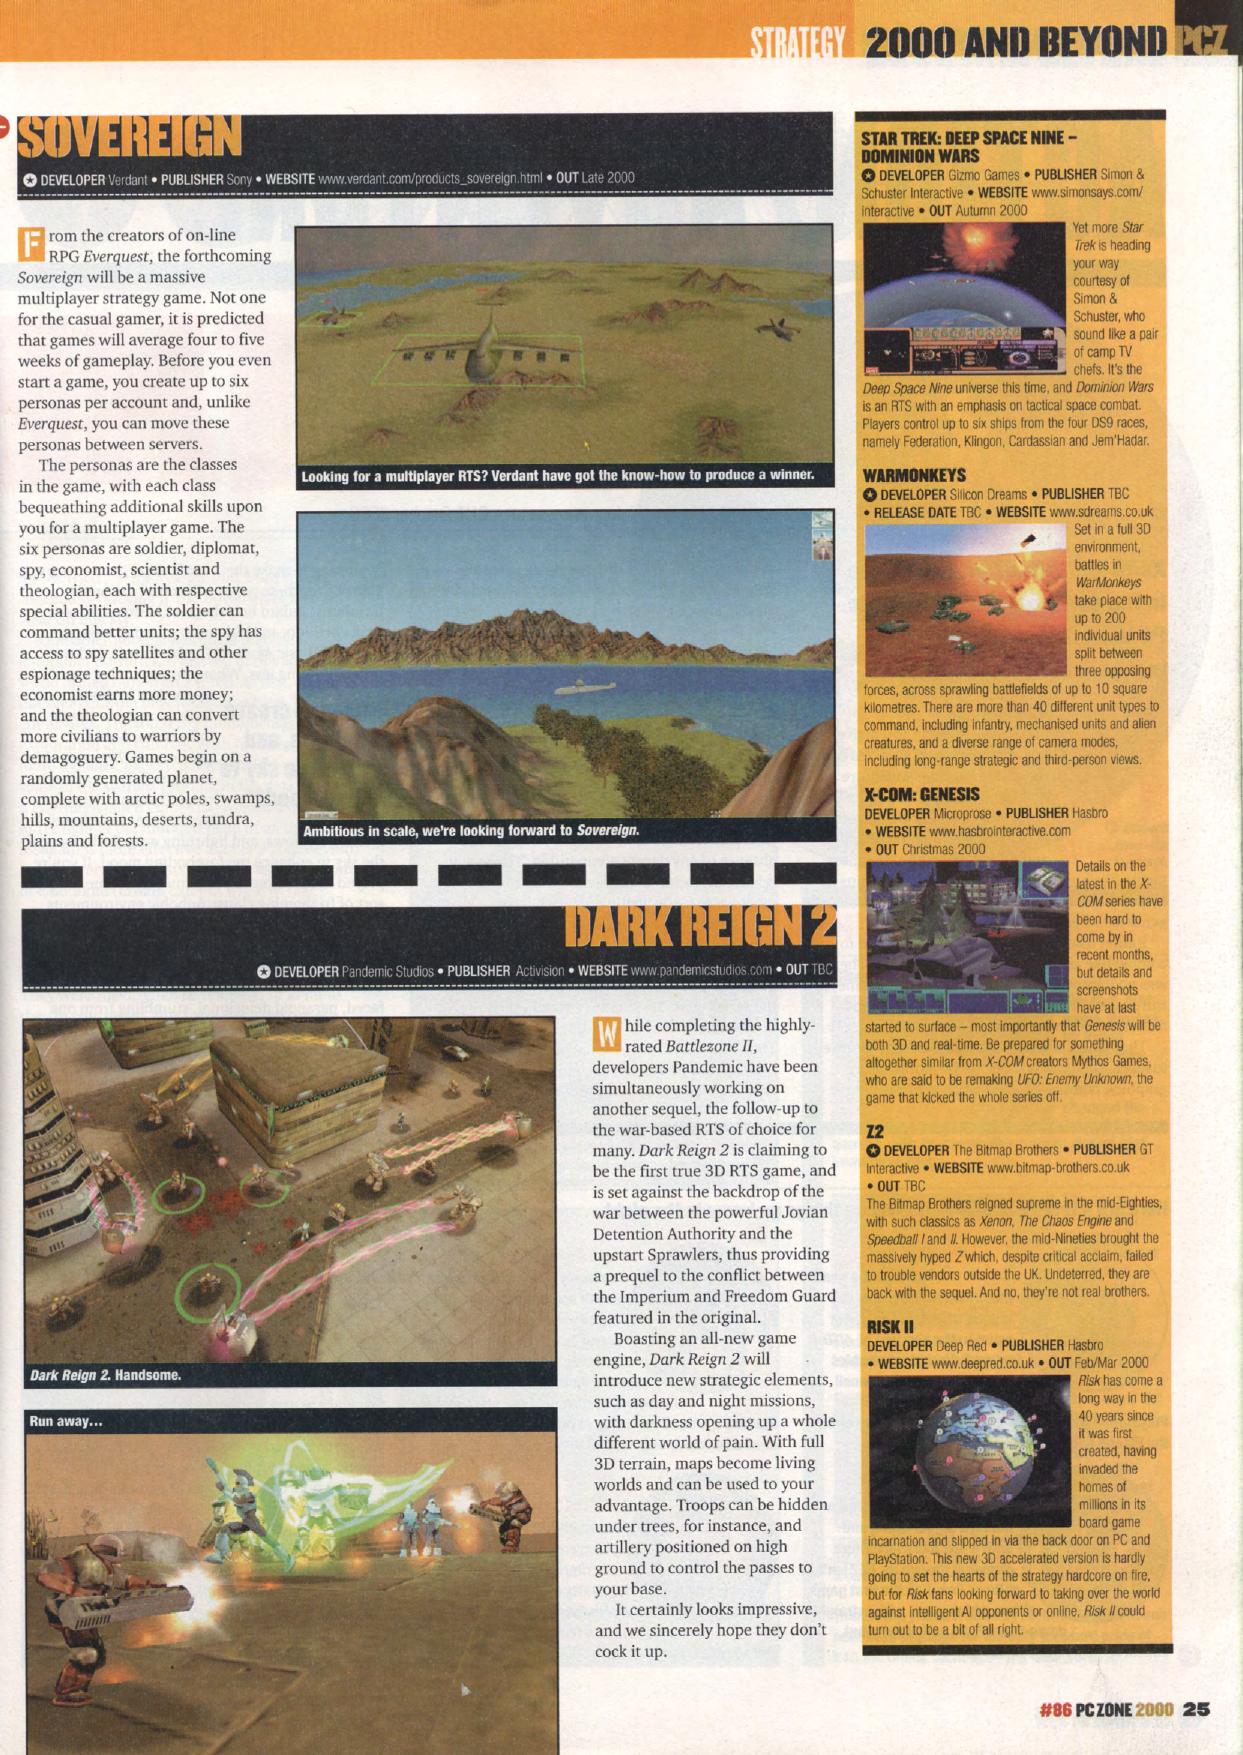 STRATEGY 2000 AND BEYOND PCZ
SOVEREIGN
DEVELOPER Verdant • PUBLISHER Sony • WEBSITE www.verdant.com/products_sovereign.html • OUT Late 2000
From the creators of on-line
RPG Everquest, the forthcoming
Sovereign will be a massive
multiplayer strategy game. Not one
for the casual gamer, it is predicted
that games will average four to five
weeks of gameplay. Before you even
start a game, you create up to six
personas per account and, unlike
Everquest, you can move these
personas between servers.
The personas are the classes
in the game, with each class
bequeathing additional skills upon
you for a multiplayer game. The
six personas are soldier, diplomat,
spy, economist, scientist and
theologian, each with respective
special abilities. The soldier can
command better units; the spy has
access to spy satellites and other
espionage techniques; the
economist earns more money;
and the theologian can convert
more civilians to warriors by
demagoguery. Games begin on a
randomly generated planet,
complete with arctic poles, swamps,
hills, mountains, deserts, tundra,
plains and forests.
Looking for a multiplayer RTS? Verdant have got the know-how to produce a winner.
Ambitious in scale, we're looking forward to Sovereign.
DARK REIGN 2
DEVELOPER Pandemic Studios • PUBLISHER Activision • WEBSITE www.pandemicstudios.com • OUT TBC
Dark Reign 2. Handsome.
Run away...
While completing the highly-
rated Battlezone II,
developers Pandemic have been
simultaneously working on
another sequel, the follow-up to
the war-based RTS of choice for
many. Dark Reign 2 is claiming to
be the first true 3D RTS game, and
is set against the backdrop of the
war between the powerful Jovian
Detention Authority and the
upstart Sprawlers, thus providing
a prequel to the conflict between
the Imperium and Freedom Guard
featured in the original.
Boasting an all-new game
engine, Dark Reign 2 will
introduce new strategic elements,
such as day and night missions,
with darkness opening up a whole
different world of pain. With full
3D terrain, maps become living
worlds and can be used to your
advantage. Troops can be hidden
under trees, for instance, and
artillery positioned on high
ground to control the passes to
your base.
It certainly looks impressive,
and we sincerely hope they don't
cock it up.
STAR TREK: DEEP SPACE NINE –
DOMINION WARS
DEVELOPER Gizmo Games • PUBLISHER Simon &
Schuster Interactive • WEBSITE www.simonsays.com/
interactive • OUT Autumn 2000
Yet more Star
Trek is heading
your way
courtesy of
Simon &
Schuster, who
sound like a pair
of camp TV
chefs. It's the
Deep Space Nine universe this time, and Dominion Wars
is an RTS with an emphasis on tactical space combat.
Players control up to six ships from the four DS9 races,
namely Federation, Klingon, Cardassian and Jem'Hadar.
WARMONKEYS
DEVELOPER Silicon Dreams • PUBLISHER TBC
• RELEASE DATE TBC • WEBSITE www.sdreams.co.uk
Set in a full 3D
environment,
battles in
WarMonkeys
take place with
up to 200
individual units
split between
three opposing
forces, across sprawling battlefields of up to 10 square
kilometres. There are more than 40 different unit types to
command, including infantry, mechanised units and alien
creatures, and a diverse range of camera modes,
including long-range strategic and third-person views.
X-COM: GENESIS
DEVELOPER Microprose • PUBLISHER Hasbro
• WEBSITE www.hasbrointeractive.com
• OUT Christmas 2000
Details on the
latest in the X-
COM series have
been hard to
come by in
recent months,
but details and
screenshots
have at last
started to surface – most importantly that Genesis will be
both 3D and real-time. Be prepared for something
altogether similar from X-COM creators Mythos Games,
who are said to be remaking UFO: Enemy Unknown, the
game that kicked the whole series off.
Z2
DEVELOPER The Bitmap Brothers • PUBLISHER GT
Interactive • WEBSITE www.bitmap-brothers.co.uk
• OUT TBC
The Bitmap Brothers reigned supreme in the mid-Eighties,
with such classics as Xenon, The Chaos Engine and
Speedball I and II. However, the mid-Nineties brought the
massively hyped Z which, despite critical acclaim, failed
to trouble vendors outside the UK. Undeterred, they are
back with the sequel. And no, they're not real brothers.
RISK II
DEVELOPER Deep Red • PUBLISHER Hasbro
• WEBSITE www.deepred.co.uk • OUT Feb/Mar 2000
Risk has come a
long way in the
40 years since
it was first
created, having
invaded the
homes of
millions in its
board game
incarnation and slipped in via the back door on PC and
PlayStation. This new 3D accelerated version is hardly
going to set the hearts of the strategy hardcore on fire,
but for Risk fans looking forward to taking over the world
against intelligent AI opponents or online, Risk II could
turn out to be a bit of all right.
#86 PC ZONE 2000 25